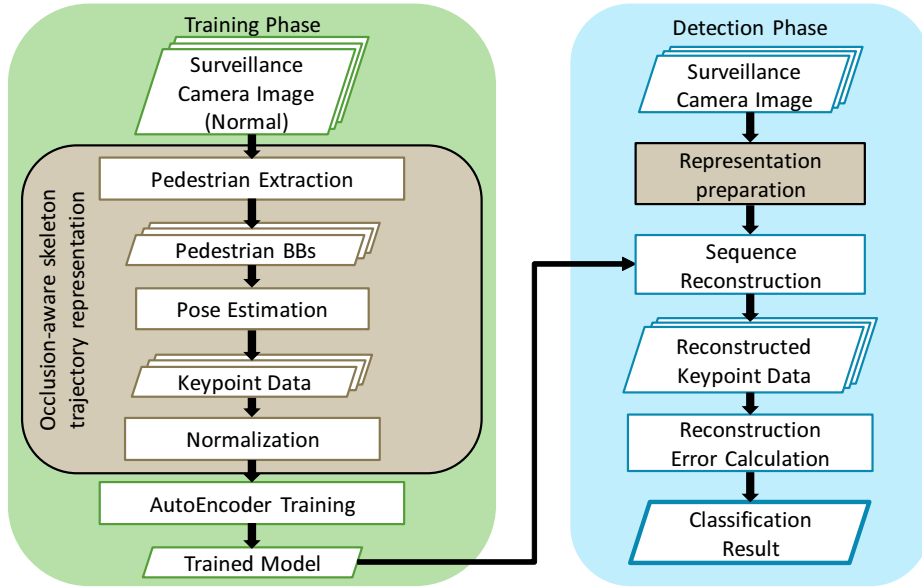 Training Phase
Surveillance
Camera Image
(Normal)
Occlusion-aware skeleton
trajectory representation
Pedestrian Extraction
Pedestrian BBs
Pose Estimation
Keypoint Data
Normalization
AutoEncoder Training
Trained Model
Detection Phase
Surveillance
Camera Image
Representation
preparation
Sequence
Reconstruction
Reconstructed
Keypoint Data
Reconstruction
Error Calculation
Classification
Result